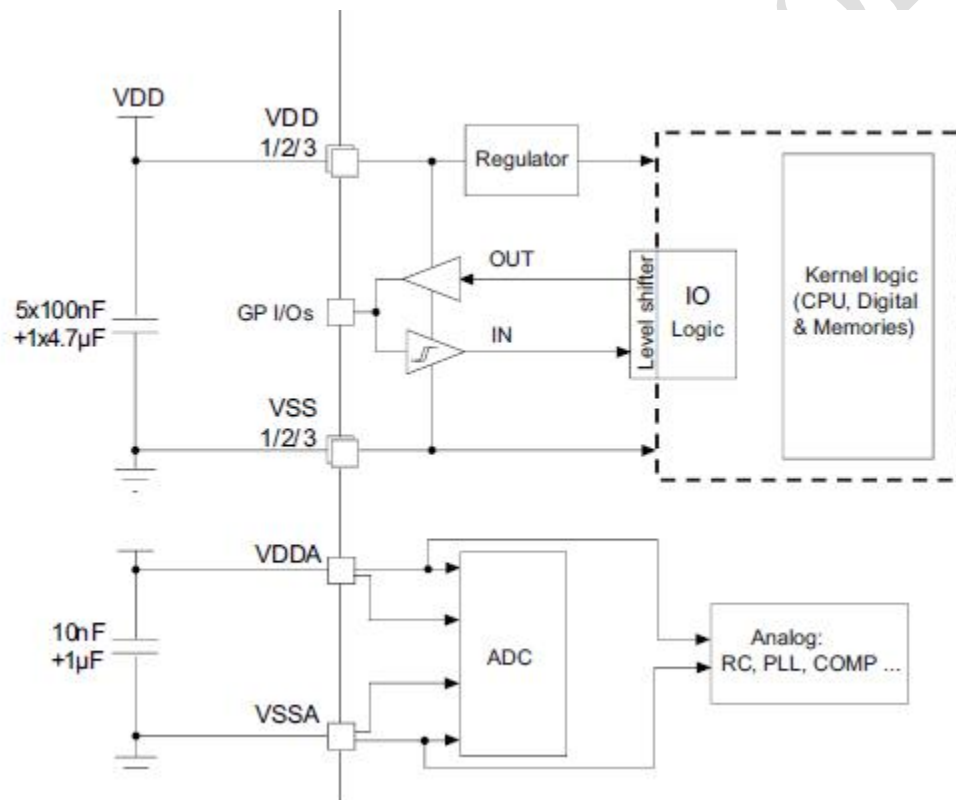 VDD
VDD
1/2/3
Regulator
OUT
GP I/Os
Level shifter
IO
Logic
Kernel logic
(CPU, Digital
& Memories)
5x100nF
+1x4.7µF
IN
VSS
1/2/3
VDDA
10nF
+1µF
ADC
Analog:
RC, PLL, COMP ...
VSSA